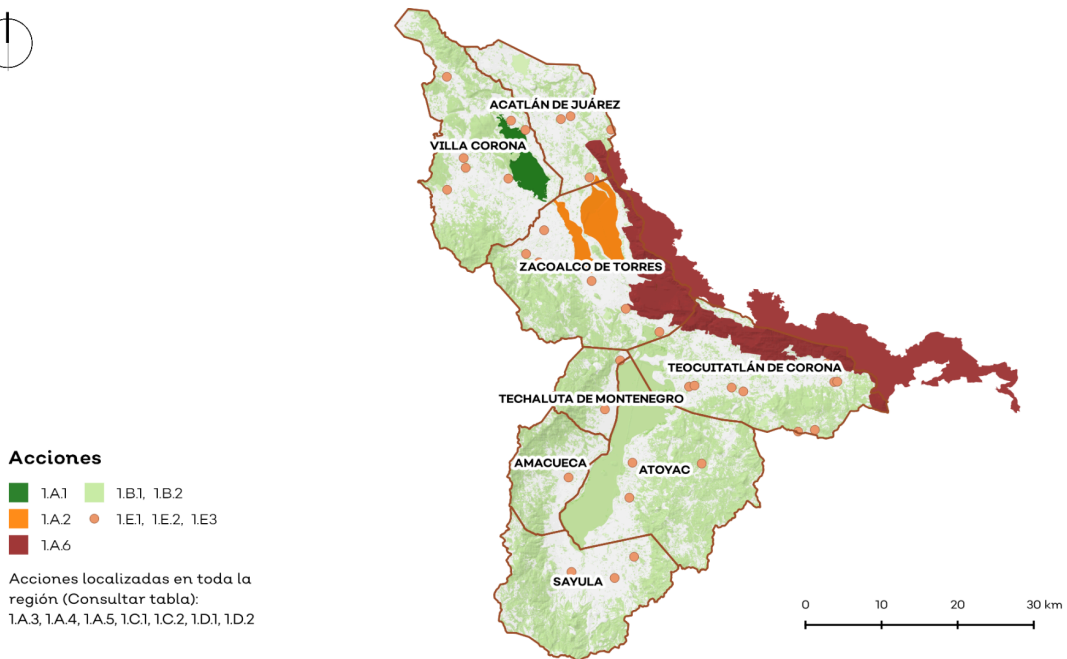 ACATLÁN DE JUÁREZ
VILLA CORONA
ZACOALCO DE TORRES
TEOCUITATLÁN DE CORONA
TECHALUTA DE MONTENEGRO
AMACUECA
ATOYAC
SAYULA
Acciones
1.A.1
1.B.1, 1.B.2
1.A.2
1.E.1, 1.E.2, 1.E3
1.A.6
Acciones localizadas en toda la
región (Consultar tabla):
1.A.3, 1.A.4, 1.A.5, 1.C.1, 1.C.2, 1.D.1, 1.D.2
0 10 20 30 km